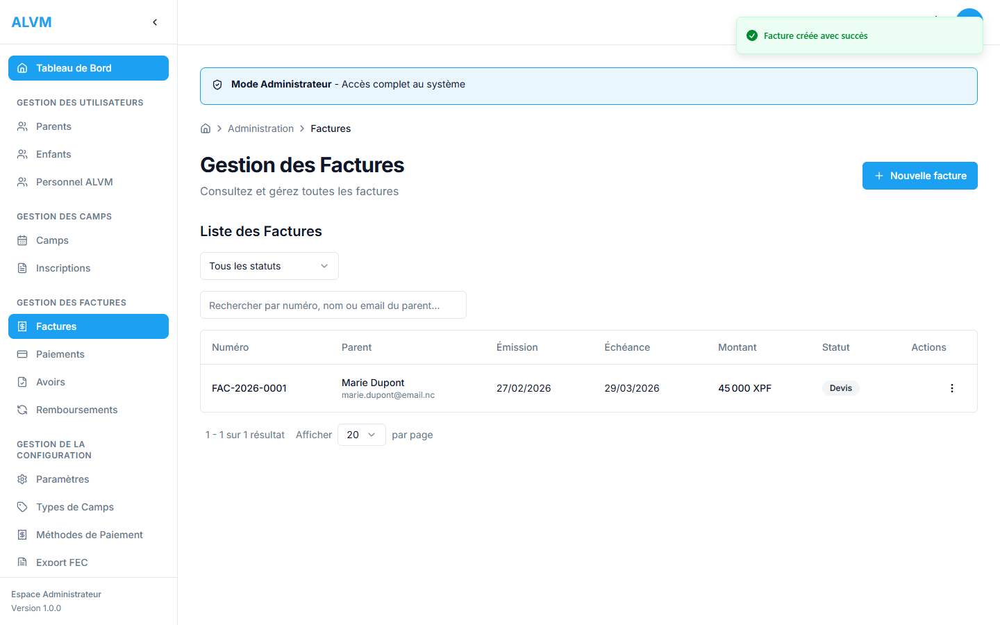 ALVM
Facture créée avec succès
Tableau de Bord
Mode Administrateur - Accès complet au système
GESTION DES UTILISATEURS
Parents
Enfants
Personnel ALVM
Administration
Factures
Gestion des Factures
Consultez et gérez toutes les factures
Nouvelle facture
GESTION DES CAMPS
Camps
Inscriptions
Liste des Factures
Tous les statuts
Rechercher par numéro, nom ou email du parent...
GESTION DES FACTURES
Factures
Paiements
Avoirs
Remboursements
Numéro Parent Émission Échéance Montant Statut Actions
FAC-2026-0001 Marie Dupont 27/02/2026 29/03/2026 45 000 XPF Devis
marie.dupont@email.nc
1 - 1 sur 1 résultat Afficher 20 par page
GESTION DE LA
CONFIGURATION
Paramètres
Types de Camps
Méthodes de Paiement
Export FEC
Espace Administrateur
Version 1.0.0